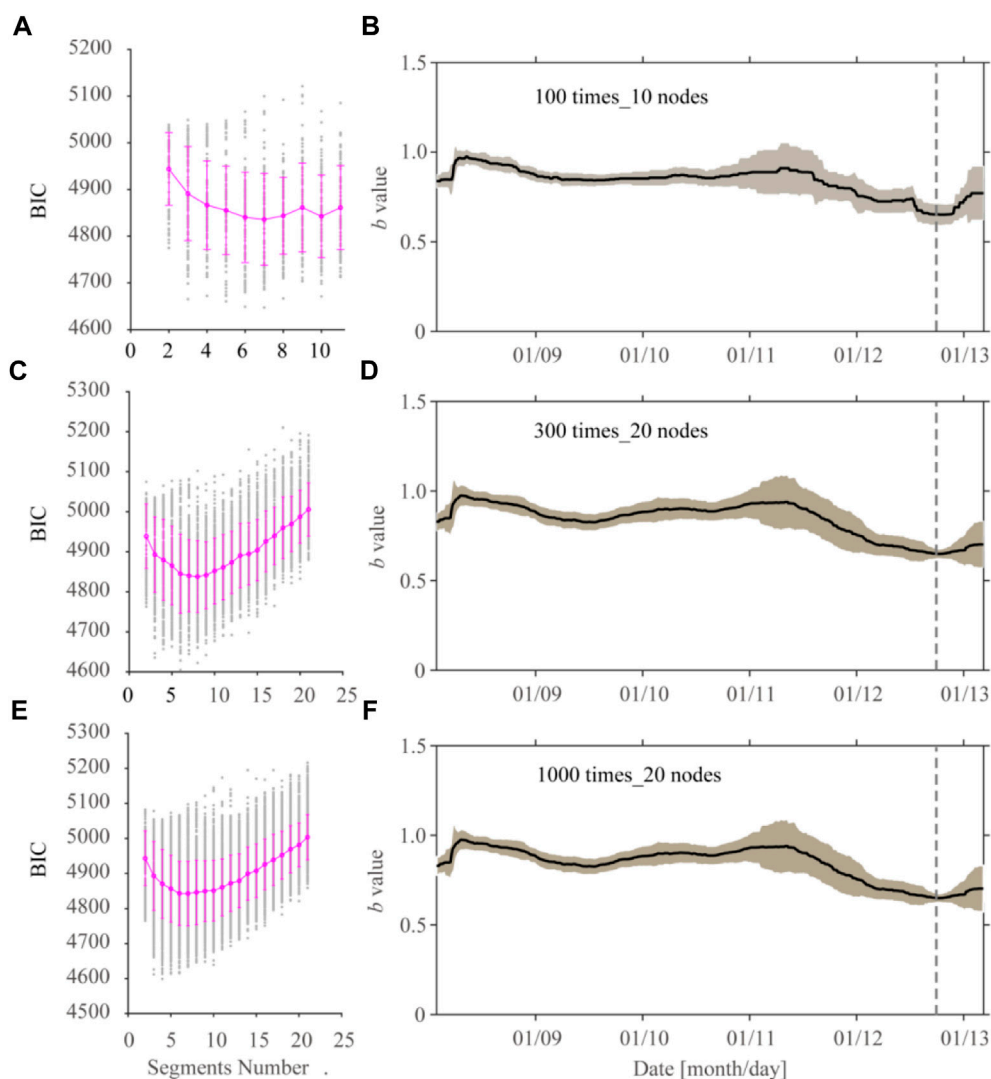 A
BIC
5200
5100
5000
4900
4800
4700
4600
0 2 4 6 8 10
B
b value
1.5
1.0
0.5
0
100 times_10 nodes
01/09 01/10 01/11 01/12 01/13
C
BIC
5300
5200
5100
5000
4900
4800
4700
4600
0 5 10 15 20 25
D
b value
1.5
1.0
0.5
0
300 times_20 nodes
01/09 01/10 01/11 01/12 01/13
E
BIC
5300
5200
5100
5000
4900
4800
4700
4600
4500
0 5 10 15 20 25
Segments Number .
F
b value
1.5
1.0
0.5
0
1000 times_20 nodes
01/09 01/10 01/11 01/12 01/13
Date [month/day]